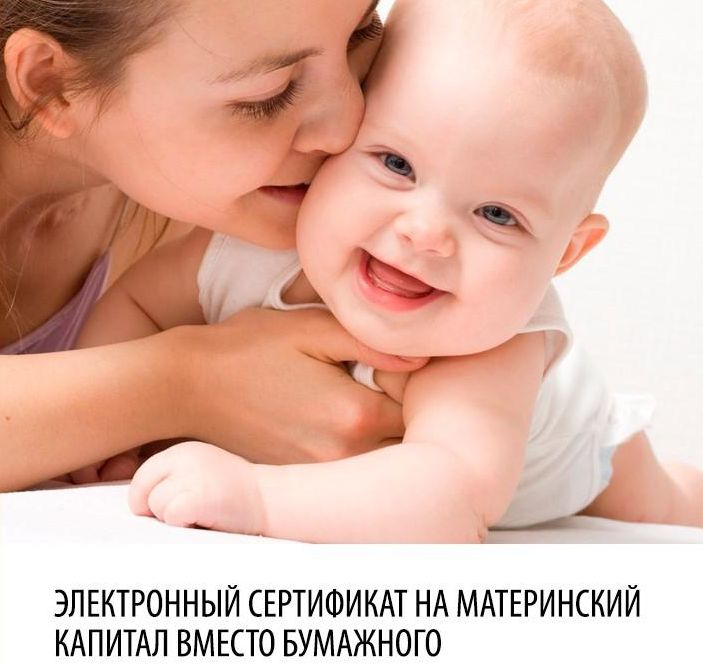 ЭЛЕКТРОННЫЙ СЕРТИФИКАТ НА МАТЕРИНСКИЙ
КАПИТАЛ ВМЕСТО БУМАЖНОГО